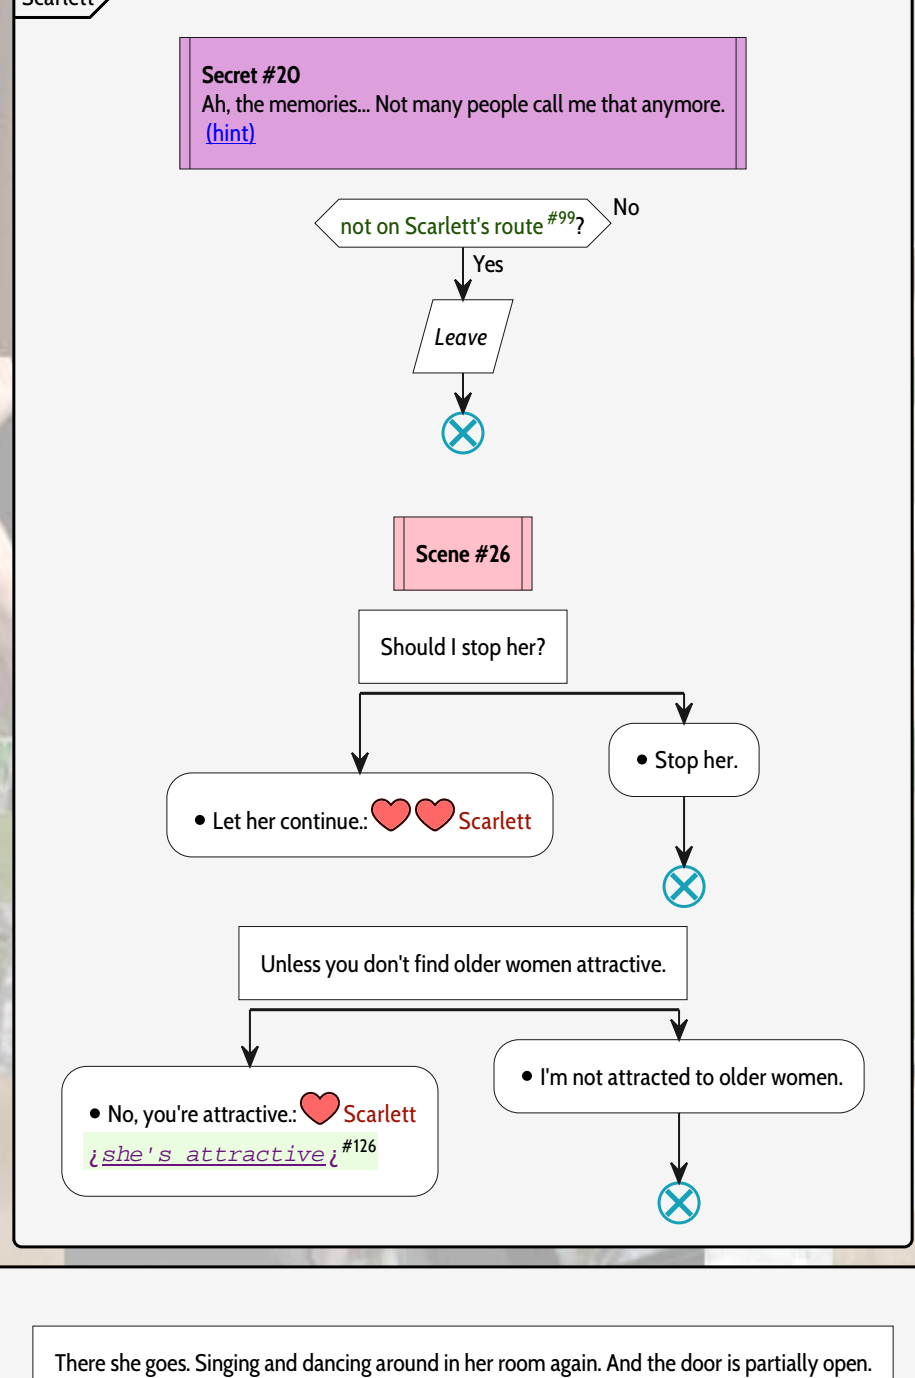 Scarlett
Secret #20
Ah, the memories... Not many people call me that anymore.
(hint)
not on Scarlett's route #99?
No
Yes
Leave
Scene #26
Should I stop her?
• Stop her.
• Let her continue.: Scarlett
Unless you don't find older women attractive.
• I'm not attracted to older women.
• No, you're attractive.: Scarlett
¿she's attractive¿ #126
There she goes. Singing and dancing around in her room again. And the door is partially open.